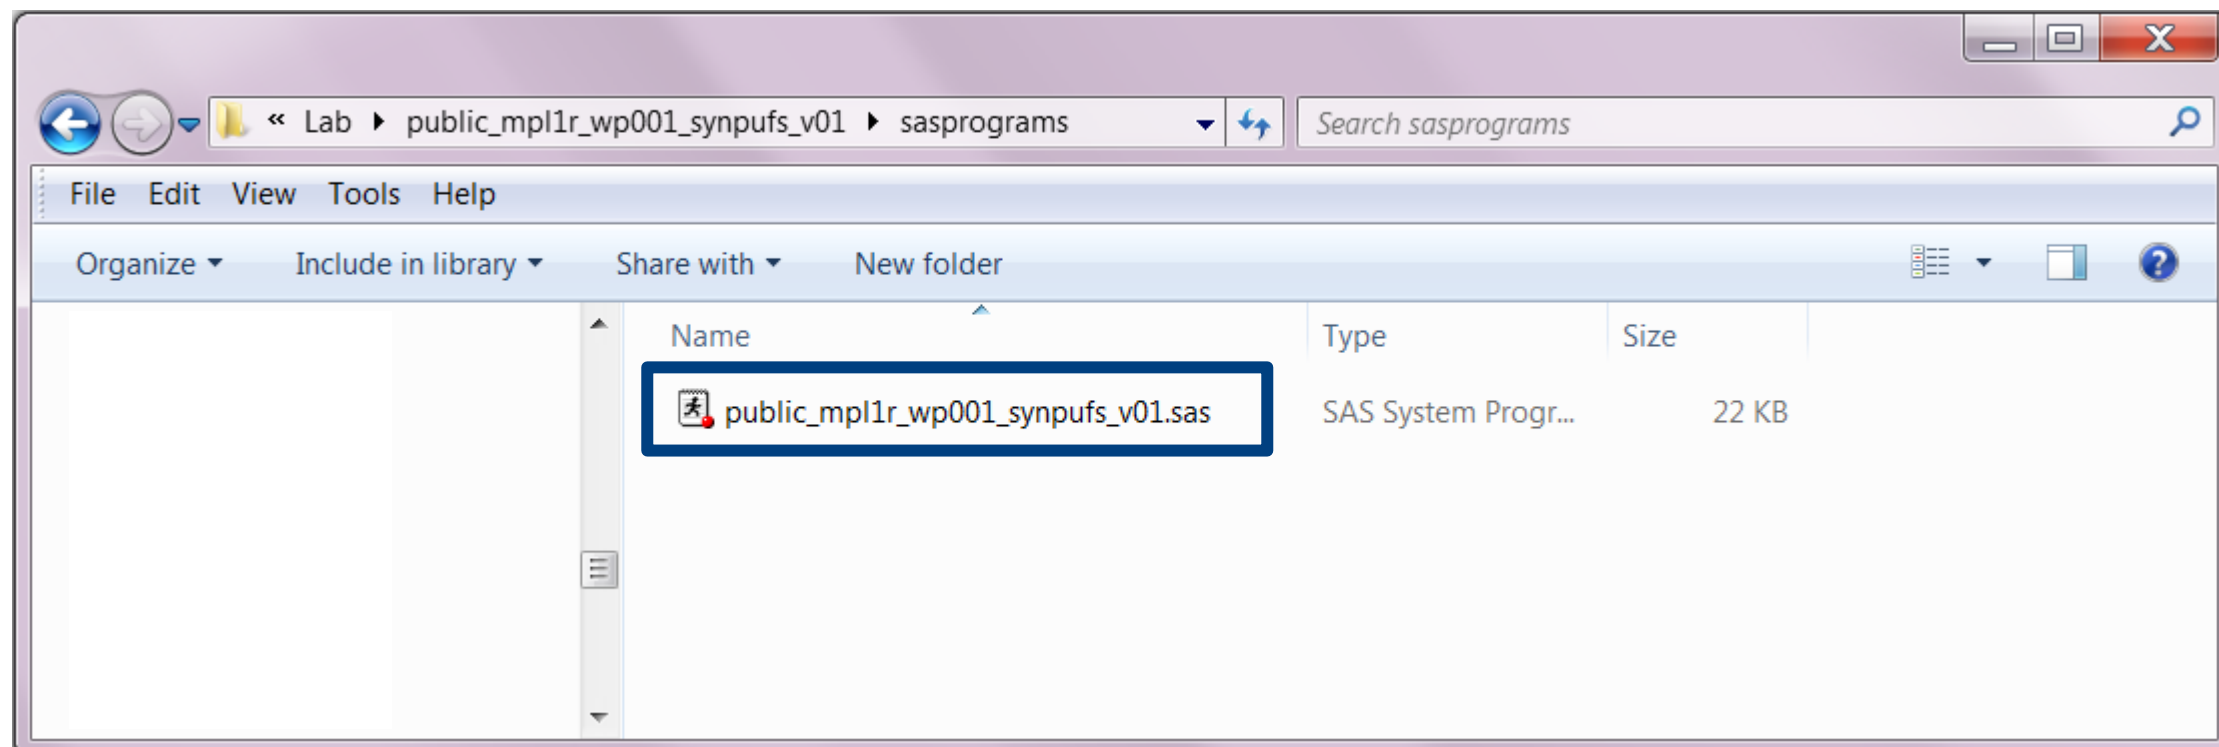 « Lab ▸ public_mpl1r_wp001_synpufs_v01 ▸ sasprograms Search sasprograms
File Edit View Tools Help
Organize Include in library Share with New folder
Name Type Size
public_mpl1r_wp001_synpufs_v01.sas SAS System Progr... 22 KB